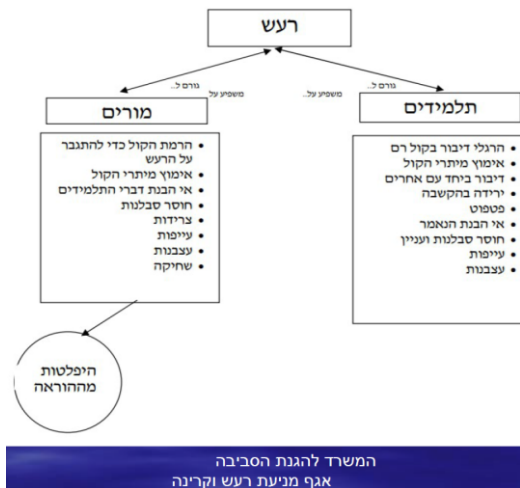 רעש
גורם ל..
משפיע על..
תלמידים
• הרגלי דיבור בקול רם
• אימוץ מיתרי הקול
• דיבור ביחד עם אחרים
• ירידה בהקשבה
• פטפוט
• אי הבנת הנאמר
• חוסר סבלנות ועניין
• עייפות
• עצבנות
גורם ל..
משפיע על..
מורים
• הרמת הקול כדי להתגבר
על הרעש
• אימוץ מיתרי הקול
• אי הבנת דברי התלמידים
• חוסר סבלנות
• צרידות
• עייפות
• עצבנות
• שחיקה
היפלטות
מההוראה
המשרד להגנת הסביבה
אגף מניעת רעש וקרינה